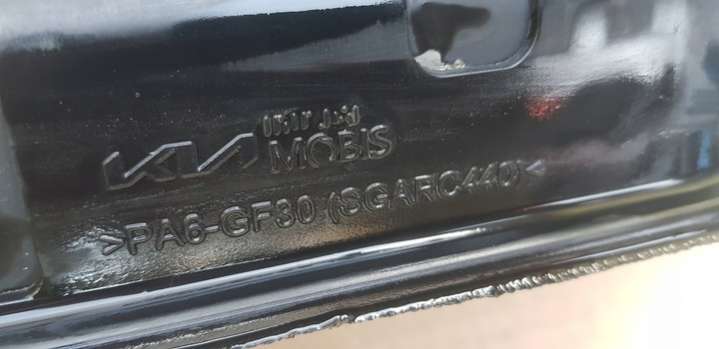 KIA MOBIS
>PA6-GF30 (SGARC440)<